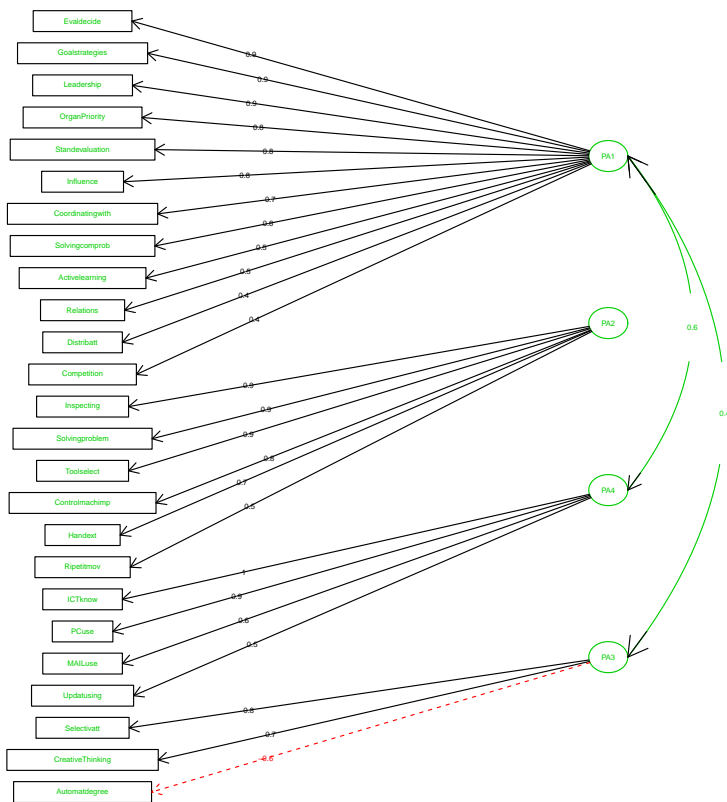 Evaldecide
Goalstrategies
Leadership
OrganPriority
Standevaluation
Influence
Coordinatingwith
Solvingcomprob
Activelearning
Relations
Distribatt
Competition
Inspecting
Solvingproblem
Toolselect
Controlmachimp
Handext
Ripetitmov
ICTknow
PCuse
MAILuse
Updatusing
Selectivatt
CreativeThinking
Automatdegree
0.9
0.9
0.9
0.8
0.8
0.8
0.7
0.6
0.5
0.5
0.4
0.4
0.9
0.9
0.9
0.8
0.7
0.5
1
0.9
0.6
0.5
0.8
0.7
-0.6
PA1
PA2
PA4
PA3
0.6